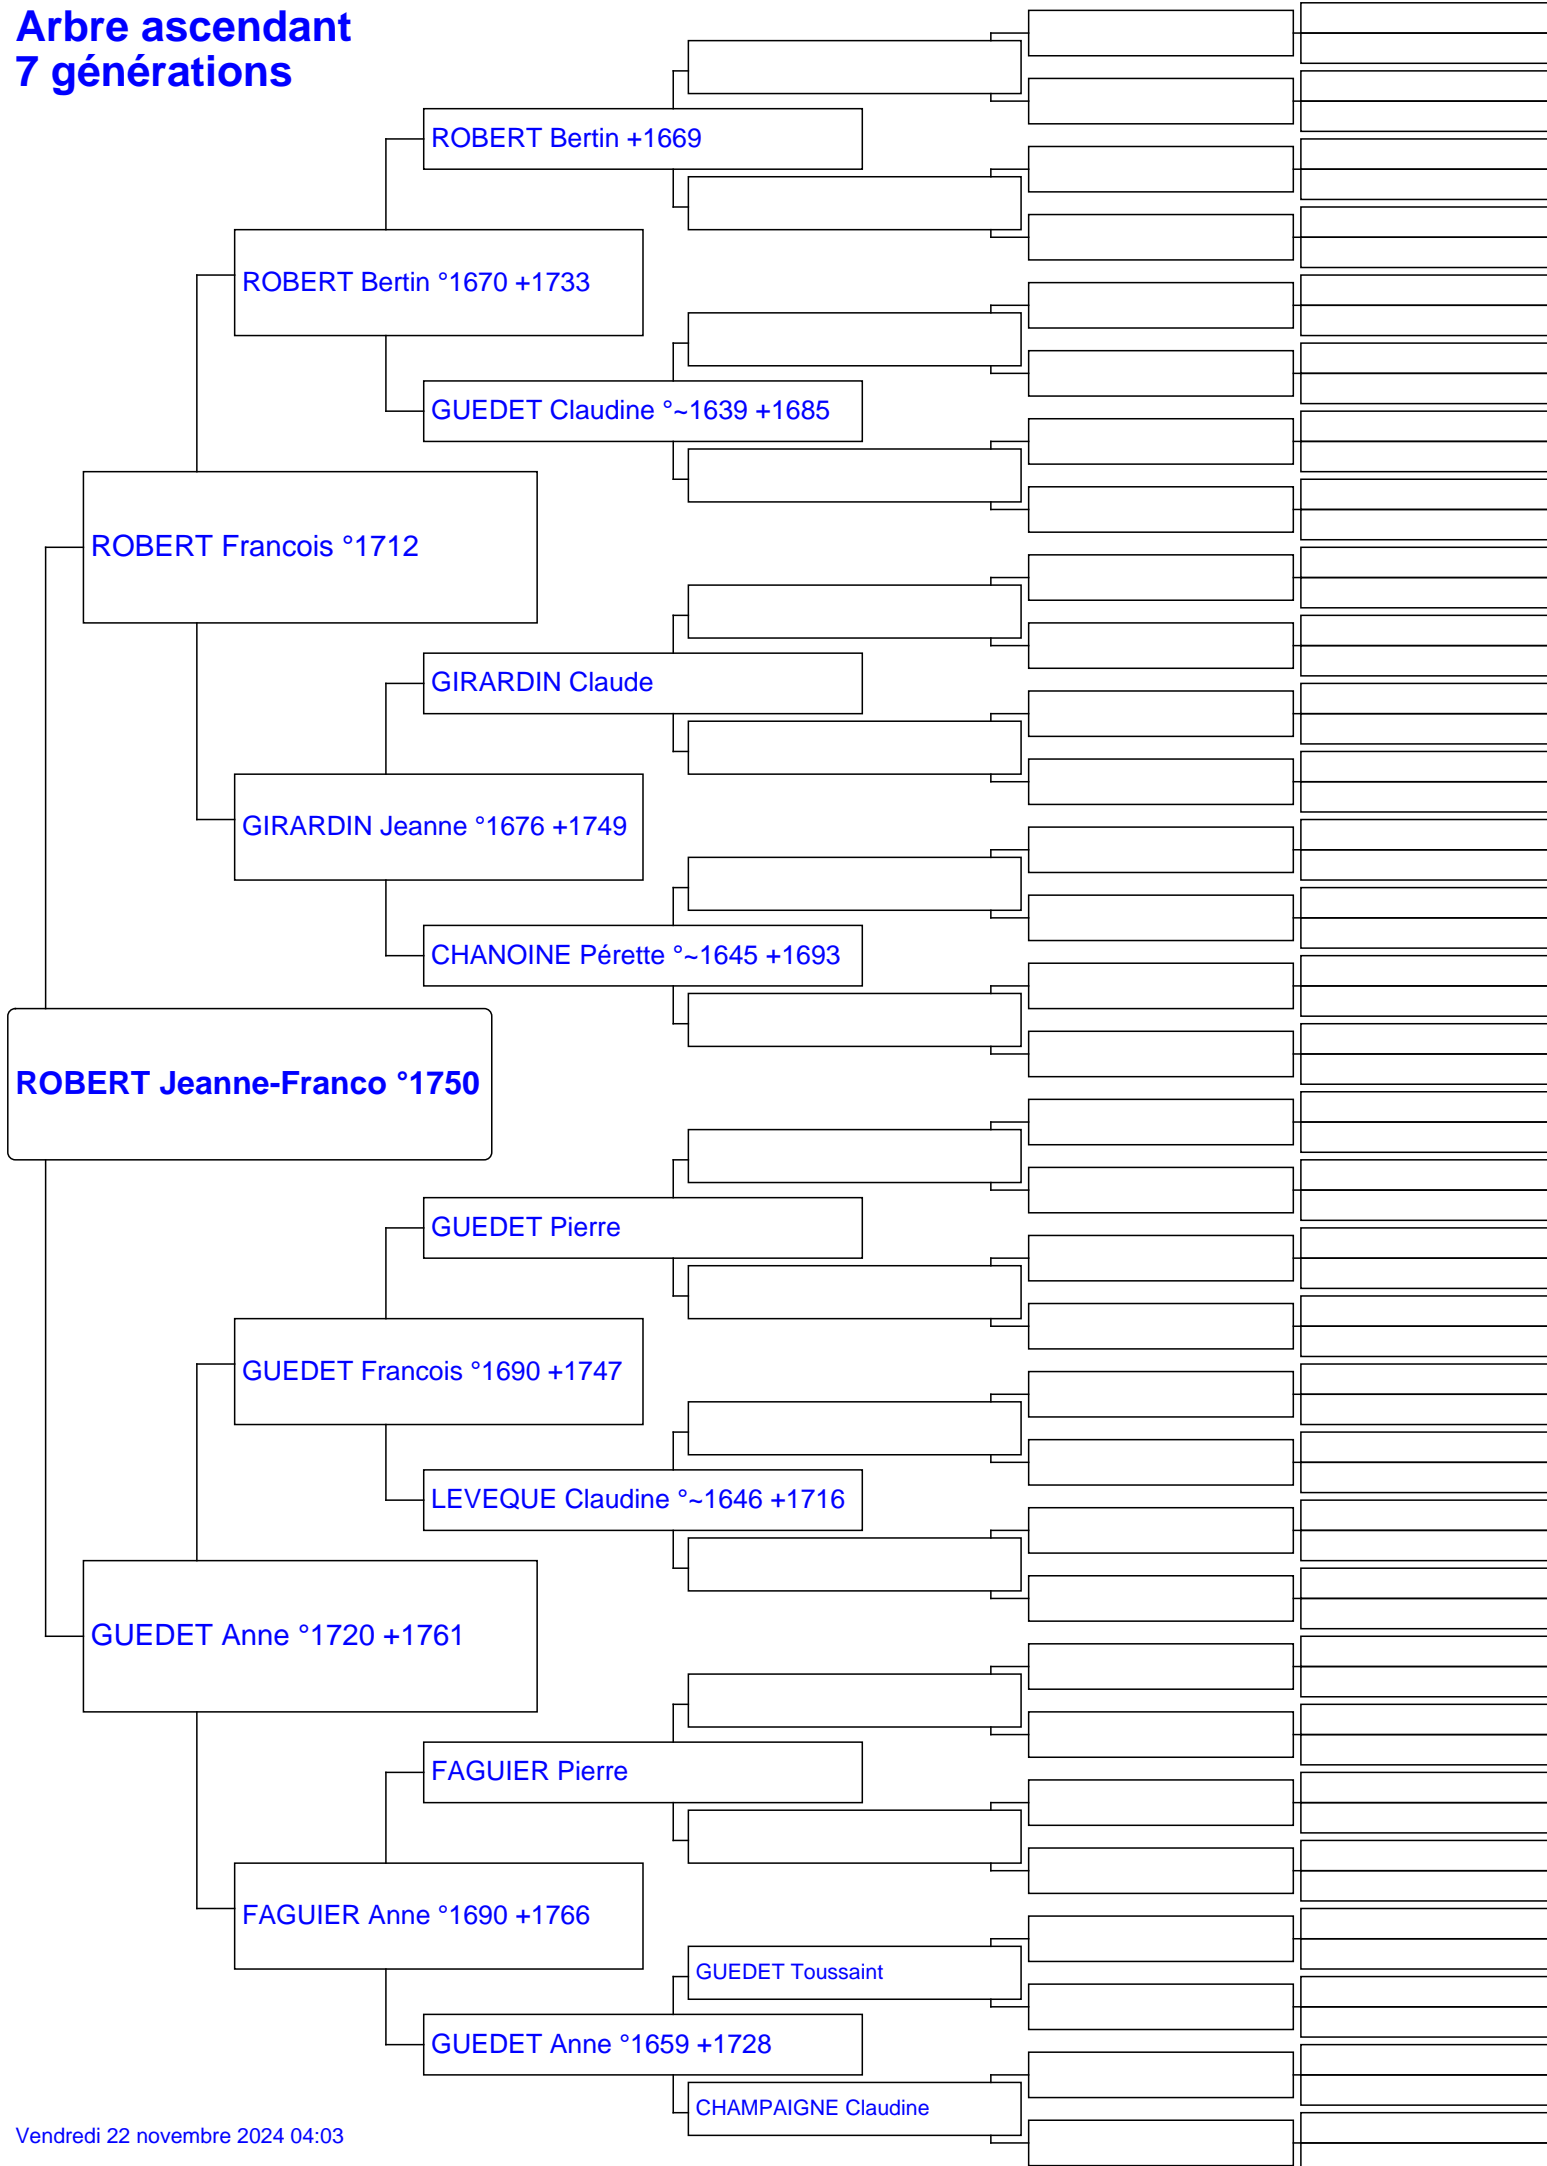 Arbre ascendant
7 générations
ROBERT Bertin +1669
ROBERT Bertin °1670 +1733
GUEDET Claudine °~1639 +1685
ROBERT Francois °1712
GIRARDIN Claude
GIRARDIN Jeanne °1676 +1749
CHANOINE Pérette °~1645 +1693
ROBERT Jeanne-Franco °1750
GUEDET Pierre
GUEDET Francois °1690 +1747
LEVEQUE Claudine °~1646 +1716
GUEDET Anne °1720 +1761
FAGUIER Pierre
FAGUIER Anne °1690 +1766
GUEDET Toussaint
GUEDET Anne °1659 +1728
CHAMPAIGNE Claudine
Vendredi 22 novembre 2024 04:03